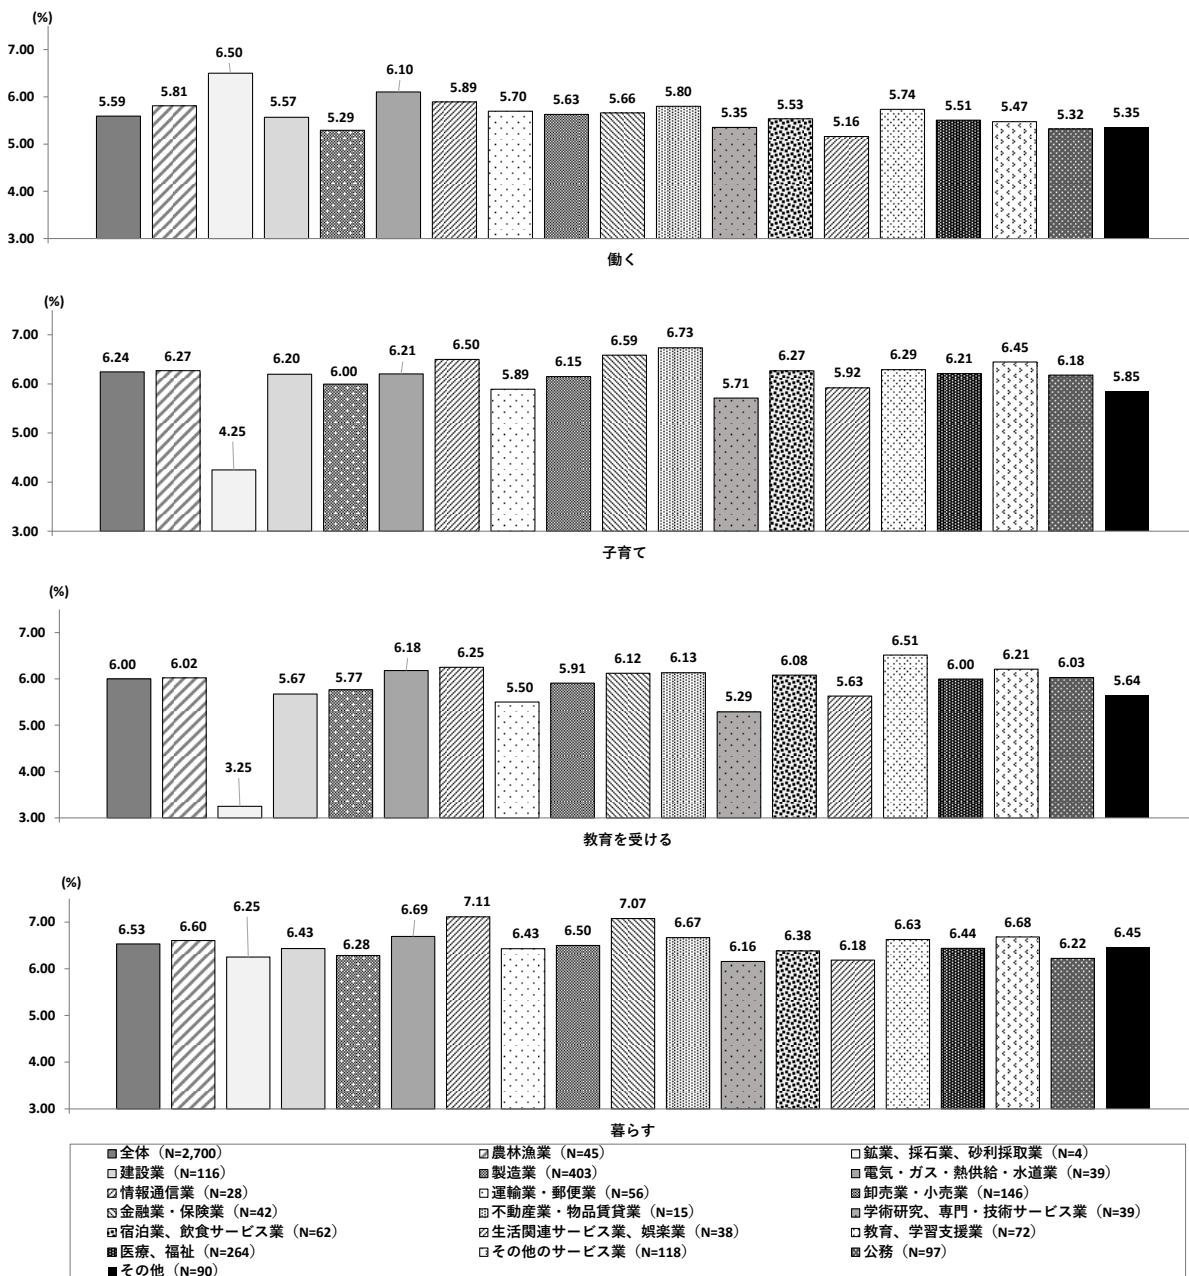 (%)
7.00
6.00
5.00
4.00
3.00
5.59 5.81 6.50 5.57 5.29 6.10 5.89 5.70 5.63 5.66 5.80 5.35 5.53 5.16 5.74 5.51 5.47 5.32 5.35
働く
(%)
7.00
6.00
5.00
4.00
3.00
6.24 6.27 4.25 6.20 6.00 6.21 6.50 5.89 6.15 6.59 6.73 5.71 6.27 5.92 6.29 6.21 6.45 6.18 5.85
子育て
(%)
7.00
6.00
5.00
4.00
3.00
6.00 6.02 3.25 5.67 5.77 6.18 6.25 5.50 5.91 6.12 6.13 5.29 6.08 5.63 6.51 6.00 6.21 6.03 5.64
教育を受ける
(%)
7.00
6.00
5.00
4.00
3.00
6.53 6.60 6.25 6.43 6.28 6.69 7.11 6.43 6.50 7.07 6.67 6.16 6.38 6.18 6.63 6.44 6.68 6.22 6.45
暮らす
全体（N=2,700） 農林漁業（N=45） 鉱業、採石業、砂利採取業（N=4）
建設業（N=116） 製造業（N=403） 電気・ガス・熱供給・水道業（N=39）
情報通信業（N=28） 運輸業・郵便業（N=56） 卸売業・小売業（N=146）
金融業・保険業（N=42） 不動産業・物品賃貸業（N=15） 学術研究、専門・技術サービス業（N=39）
宿泊業、飲食サービス業（N=62） 生活関連サービス業、娯楽業（N=38） 教育、学習支援業（N=72）
医療、福祉（N=264） その他のサービス業（N=118） 公務（N=97）
その他（N=90）